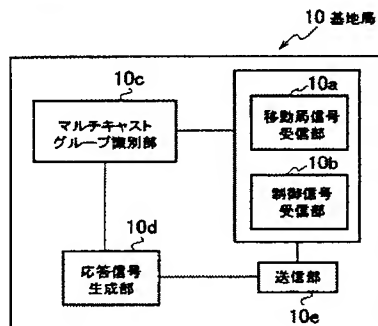 10 基地局
10c
マルチキャスト
グループ識別部
10a
移動局信号
受信部
10b
制御信号
受信部
10d
応答信号
生成部
送信部
10e